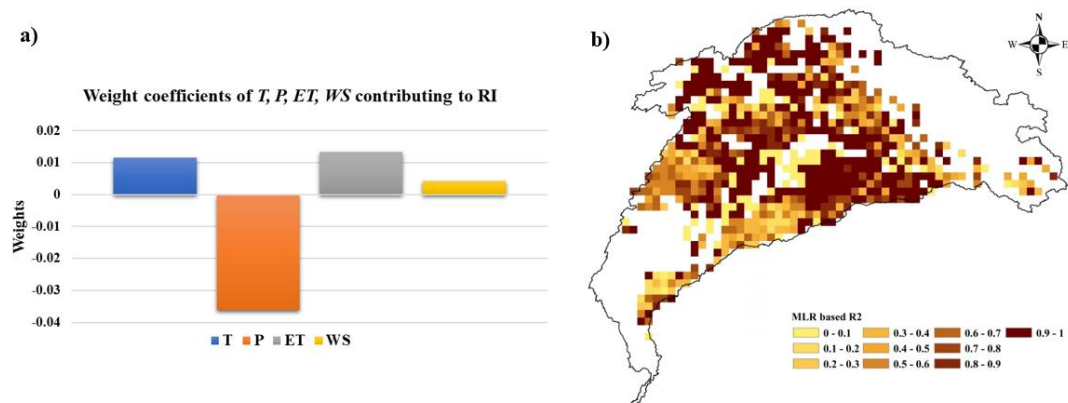 a)
Weight coefficients of T, P, ET, WS contributing to RI
0.02
0.01
0
-0.01
-0.02
-0.03
-0.04
Weights
T P ET WS
b)
N
W E
S
MLR based R2
0 - 0.1 0.3 - 0.4 0.6 - 0.7 0.9 - 1
0.1 - 0.2 0.4 - 0.5 0.7 - 0.8
0.2 - 0.3 0.5 - 0.6 0.8 - 0.9